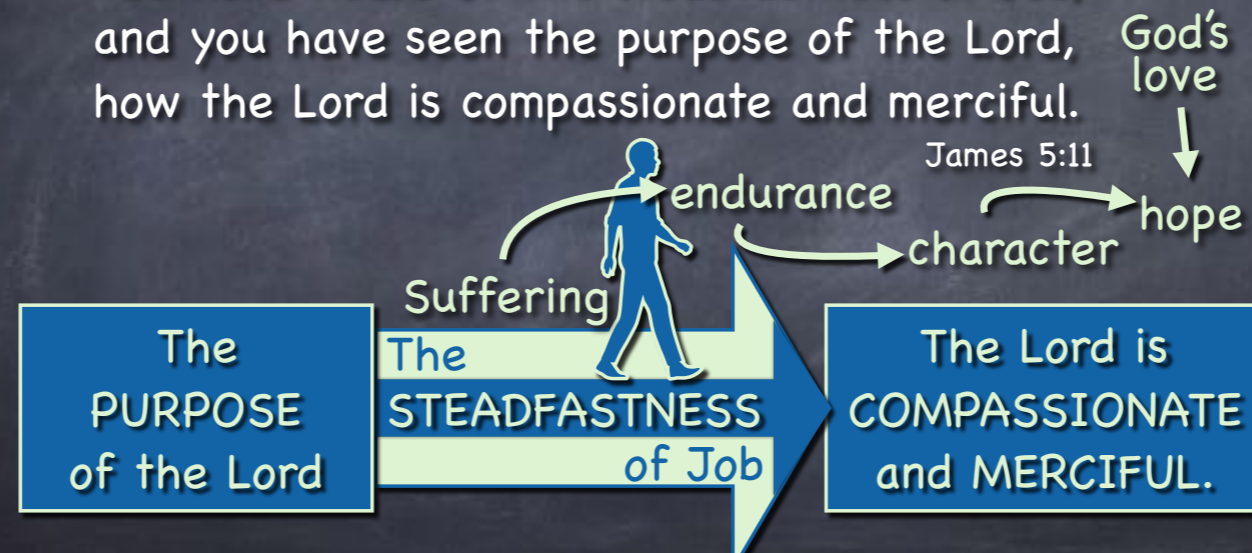 and you have seen the purpose of the Lord,
how the Lord is compassionate and merciful.
James 5:11
God's
love
Suffering
endurance
character
hope
The
PURPOSE
of the Lord
The
STEADFASTNESS
of Job
The Lord is
COMPASSIONATE
and MERCIFUL.